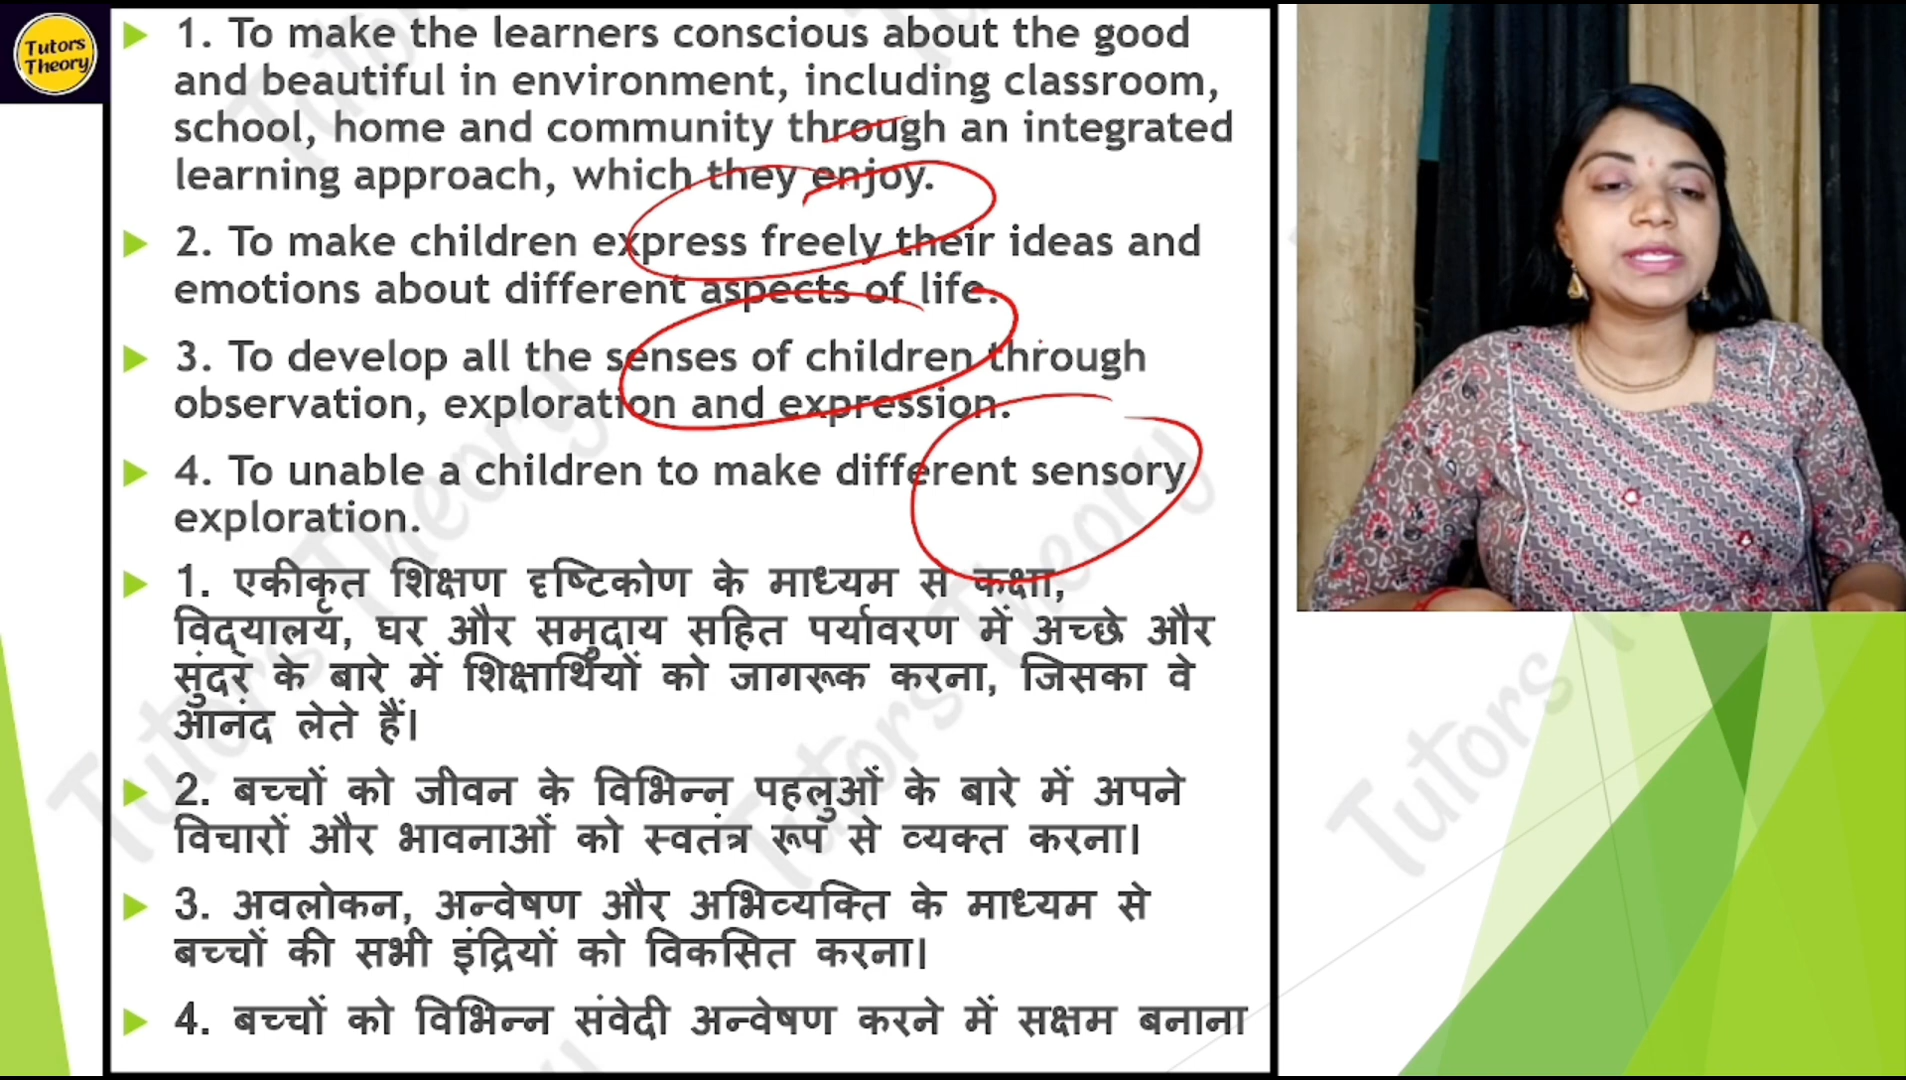 Tutors
Theory
1. To make the learners conscious about the good
and beautiful in environment, including classroom,
school, home and community through an integrated
learning approach, which they enjoy.
2. To make children express freely their ideas and
emotions about different aspects of life.
3. To develop all the senses of children through
observation, exploration and expression.
4. To unable a children to make different sensory
exploration.
1. एकीकृत शिक्षण दृष्टिकोण के माध्यम से कक्षा,
विद्यालय, घर और समुदाय सहित पर्यावरण में अच्छे और
सुंदर के बारे में शिक्षार्थियों को जागरूक करना, जिसका वे
आनंद लेते हैं।
2. बच्चों को जीवन के विभिन्न पहलुओं के बारे में अपने
विचारों और भावनाओं को स्वतंत्र रूप से व्यक्त करना।
3. अवलोकन, अन्वेषण और अभिव्यक्ति के माध्यम से
बच्चों की सभी इंद्रियों को विकसित करना।
4. बच्चों को विभिन्न संवेदी अन्वेषण करने में सक्षम बनाना
Tutors Theory
Tutors Theory
Tutors